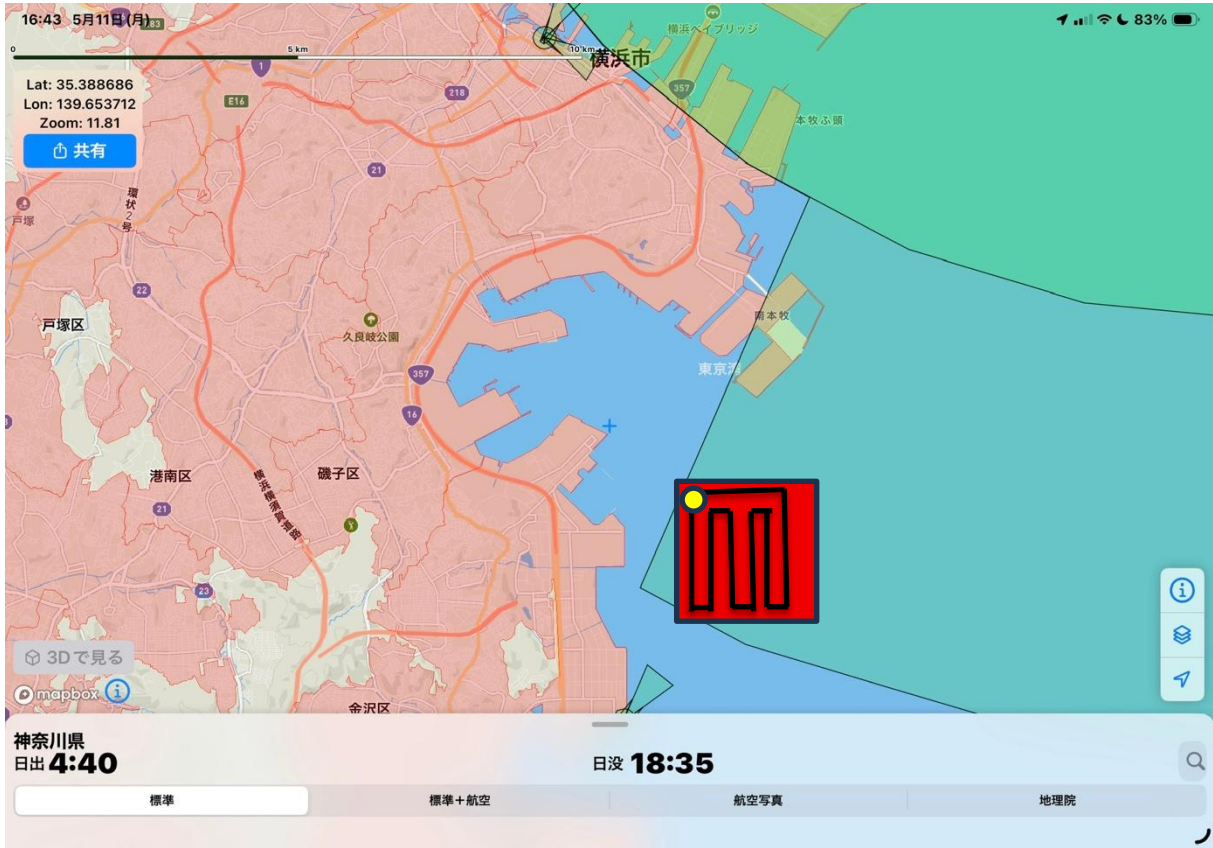 16:43 5月11日(月)
83%
0 5 km 10 km
Lat: 35.388686
Lon: 139.653712
Zoom: 11.81
共有
83
1
E16
218
横浜ベイブリッジ
横浜市
357
本牧ふ頭
21
環状2号
戸塚
22
戸塚区
久良岐公園
南本牧
357
東京湾
16
港南区
横浜横須賀道路
磯子区
21
23
3Dで見る
mapbox
金沢区
神奈川県
日出 4:40
日没 18:35
標準
標準+航空
航空写真
地理院